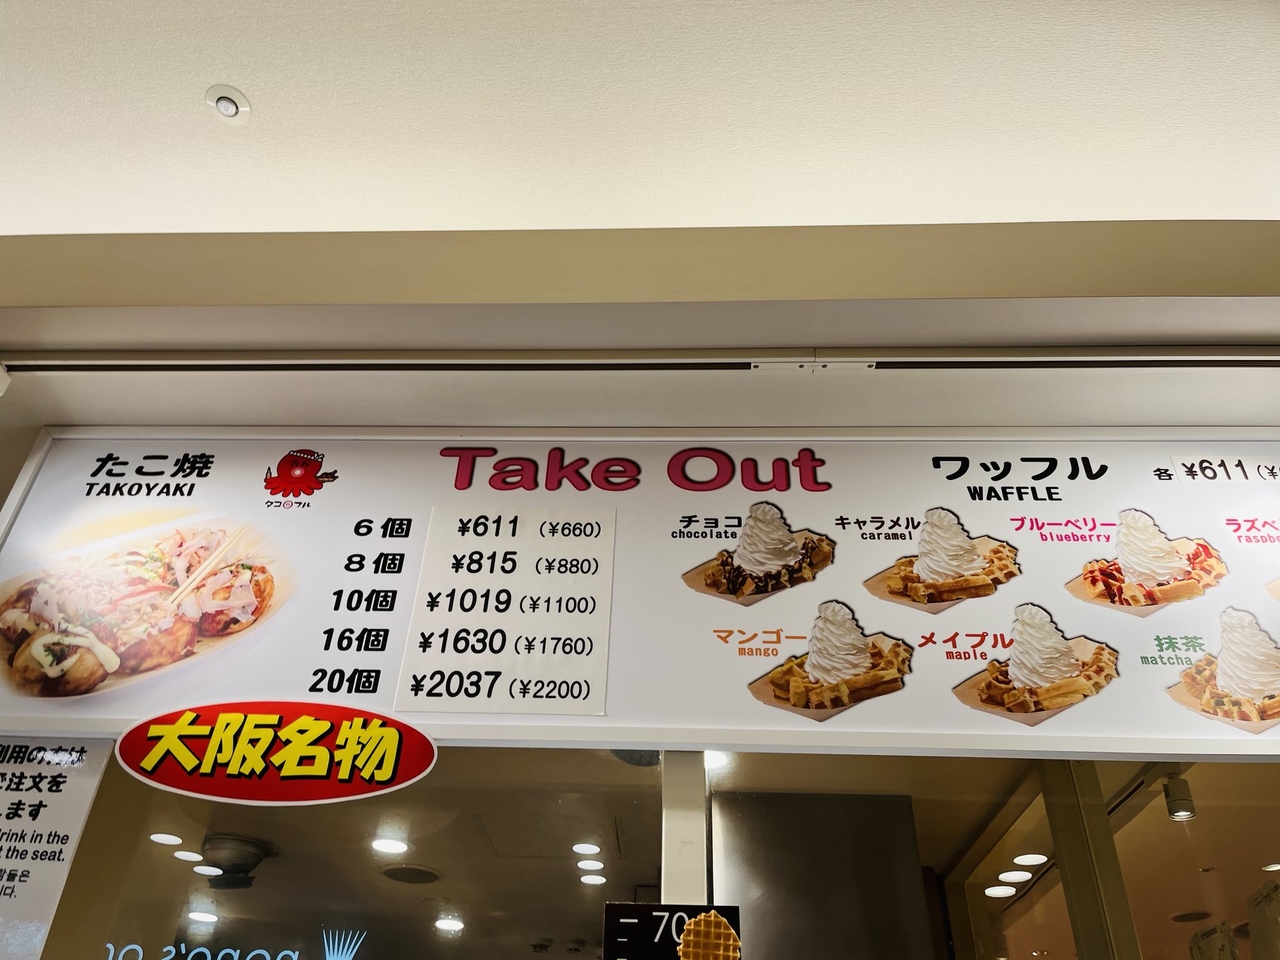 たこ焼
TAKOYAKI
タコフル
Take Out
6個 ¥611 (¥660)
8個 ¥815 (¥880)
10個 ¥1019 (¥1100)
16個 ¥1630 (¥1760)
20個 ¥2037 (¥2200)
ワッフル
WAFFLE
各 ¥611
チョコ
chocolate
キャラメル
caramel
ブルーベリー
blueberry
マンゴー
mango
メイプル
maple
抹茶
matcha
大阪名物
注文を
ます
drink in the
the seat.
70